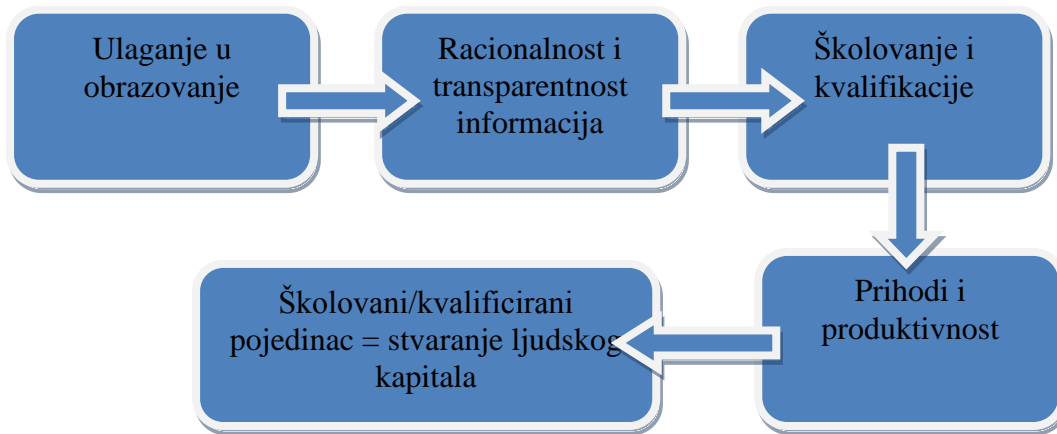 Ulaganje u
obrazovanje
Racionalnost i
transparentnost
informacija
Školovanje i
kvalifikacije
Prihodi i
produktivnost
Školovani/kvalificirani
pojedinac = stvaranje ljudskog
kapitala